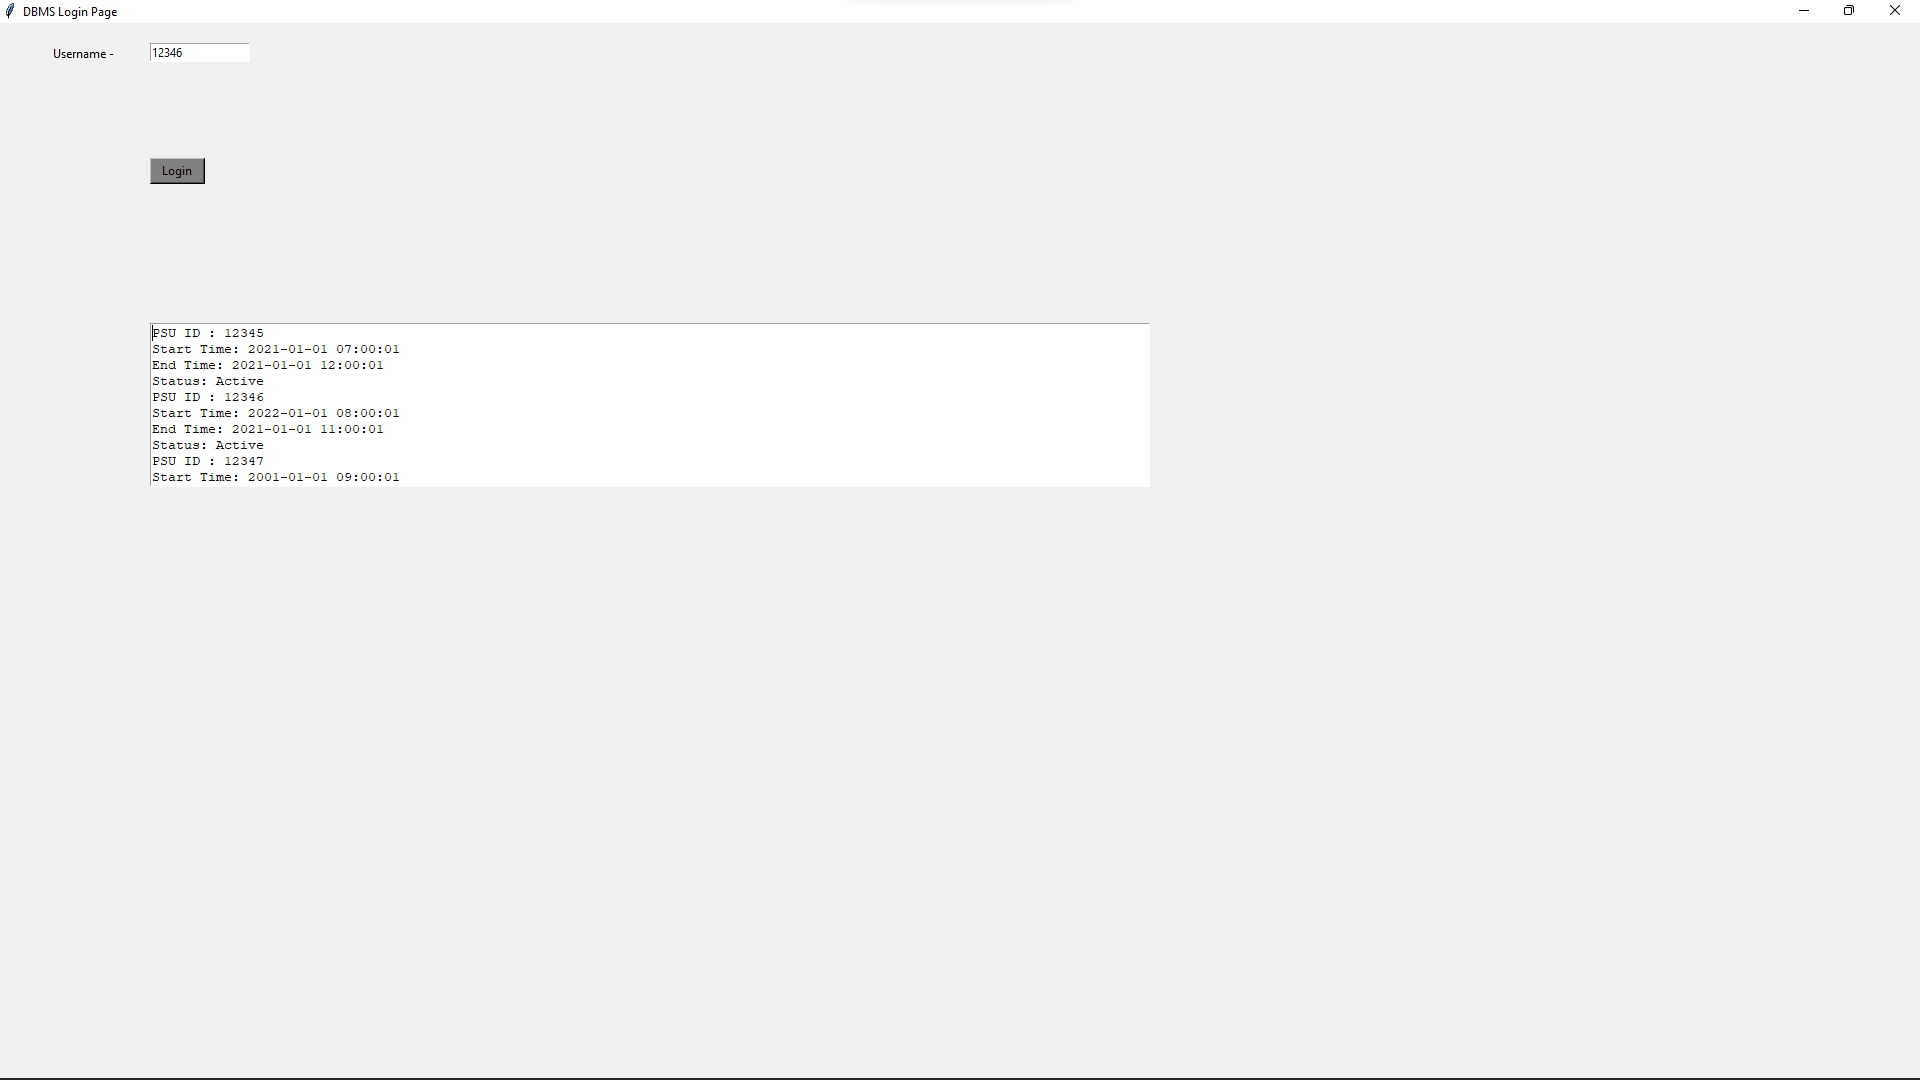 DBMS Login Page
Username -
12346
Login
PSU ID : 12345
Start Time: 2021-01-01 07:00:01
End Time: 2021-01-01 12:00:01
Status: Active
PSU ID : 12346
Start Time: 2022-01-01 08:00:01
End Time: 2021-01-01 11:00:01
Status: Active
PSU ID : 12347
Start Time: 2001-01-01 09:00:01